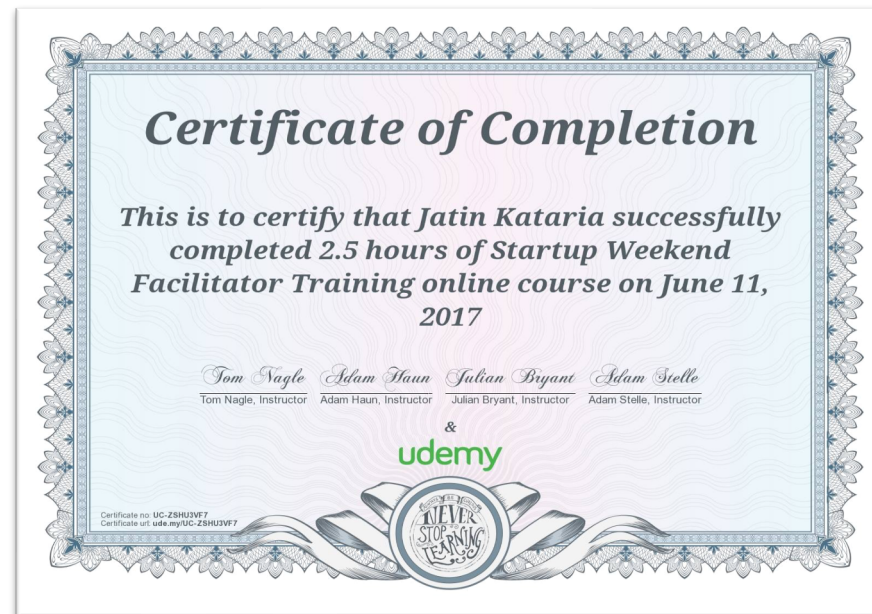 Certificate of Completion
This is to certify that Jatin Kataria successfully
completed 2.5 hours of Startup Weekend
Facilitator Training online course on June 11,
2017
Tom Nagle Adam Haun Julian Bryant Adam Stelle
Tom Nagle, Instructor Adam Haun, Instructor Julian Bryant, Instructor Adam Stelle, Instructor
&
udemy
Certificate no: UC-ZSHU3VF7
Certificate url: ude.my/UC-ZSHU3VF7
NEVER
STOP
LEARNING